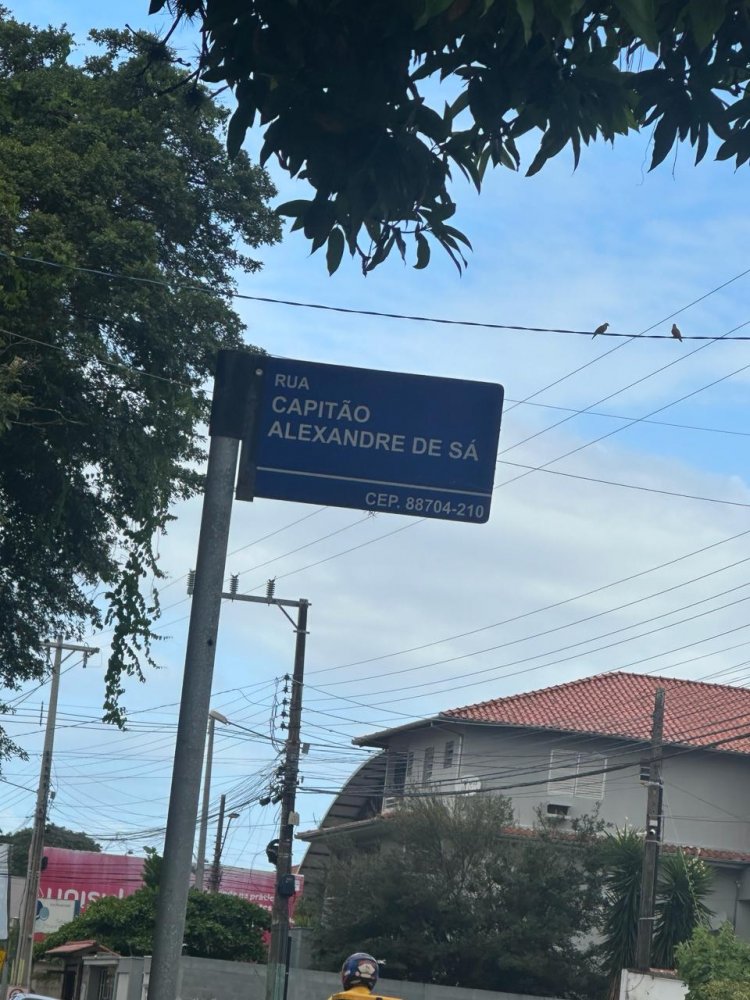 RUA
CAPITÃO
ALEXANDRE DE SÁ
CEP. 88704-210